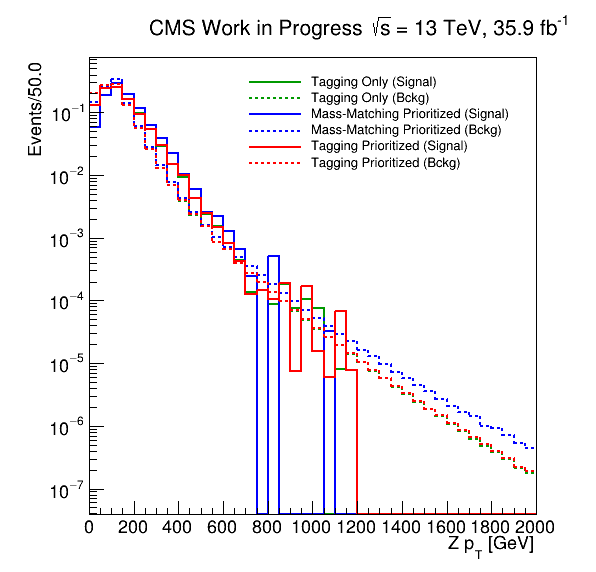 CMS Work in Progress √s = 13 TeV, 35.9 fb⁻¹
Events/50.0
Tagging Only (Signal)
Tagging Only (Bckg)
Mass-Matching Prioritized (Signal)
Mass-Matching Prioritized (Bckg)
Tagging Prioritized (Signal)
Tagging Prioritized (Bckg)
10⁻¹
10⁻²
10⁻³
10⁻⁴
10⁻⁵
10⁻⁶
10⁻⁷
0 200 400 600 800 1000 1200 1400 1600 1800 2000
Z p_T [GeV]